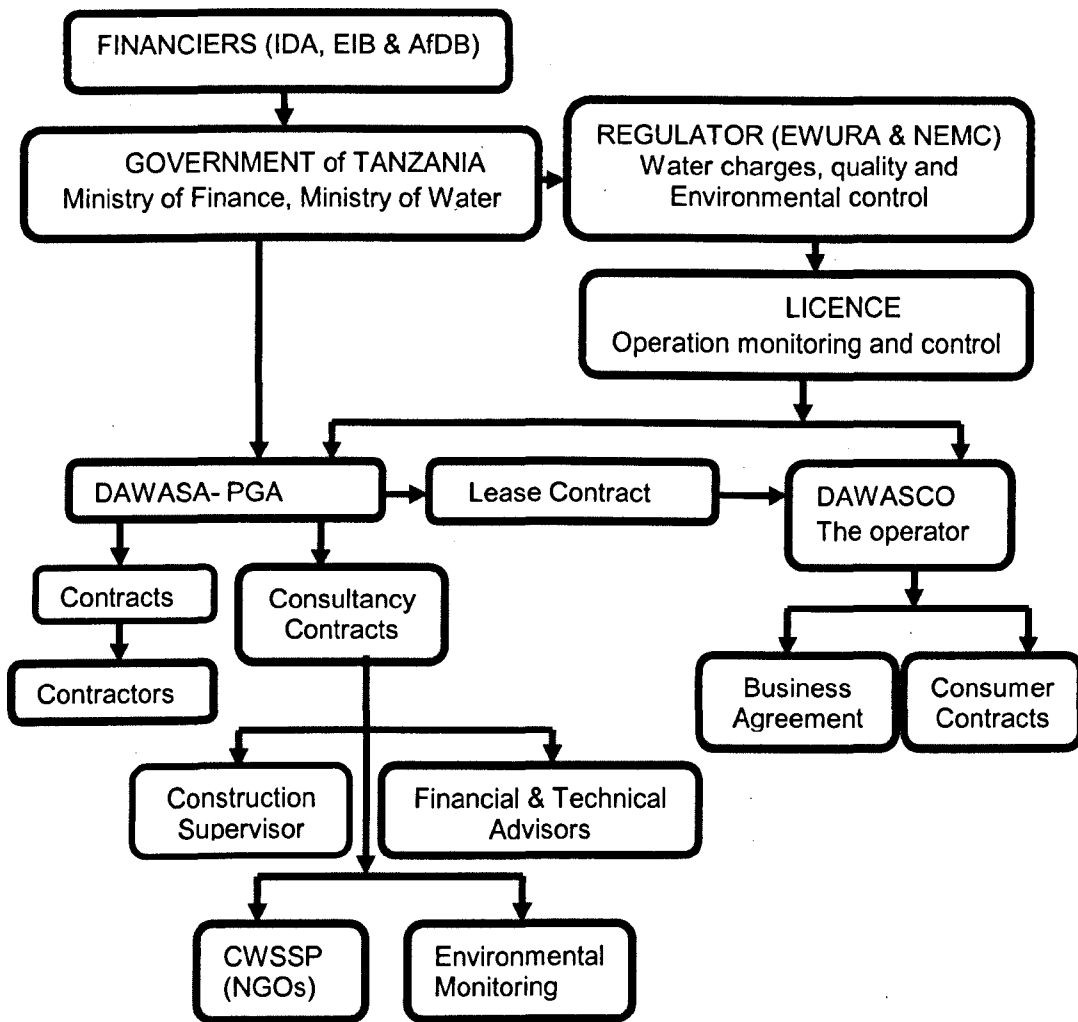 FINANCIERS (IDA, EIB & AfDB)
GOVERNMENT of TANZANIA
Ministry of Finance, Ministry of Water
REGULATOR (EWURA & NEMC)
Water charges, quality and
Environmental control
LICENCE
Operation monitoring and control
DAWASA- PGA
Lease Contract
DAWASCO
The operator
Contracts
Consultancy
Contracts
Contractors
Business
Agreement
Consumer
Contracts
Construction
Supervisor
Financial & Technical
Advisors
CWSSP
(NGOs)
Environmental
Monitoring